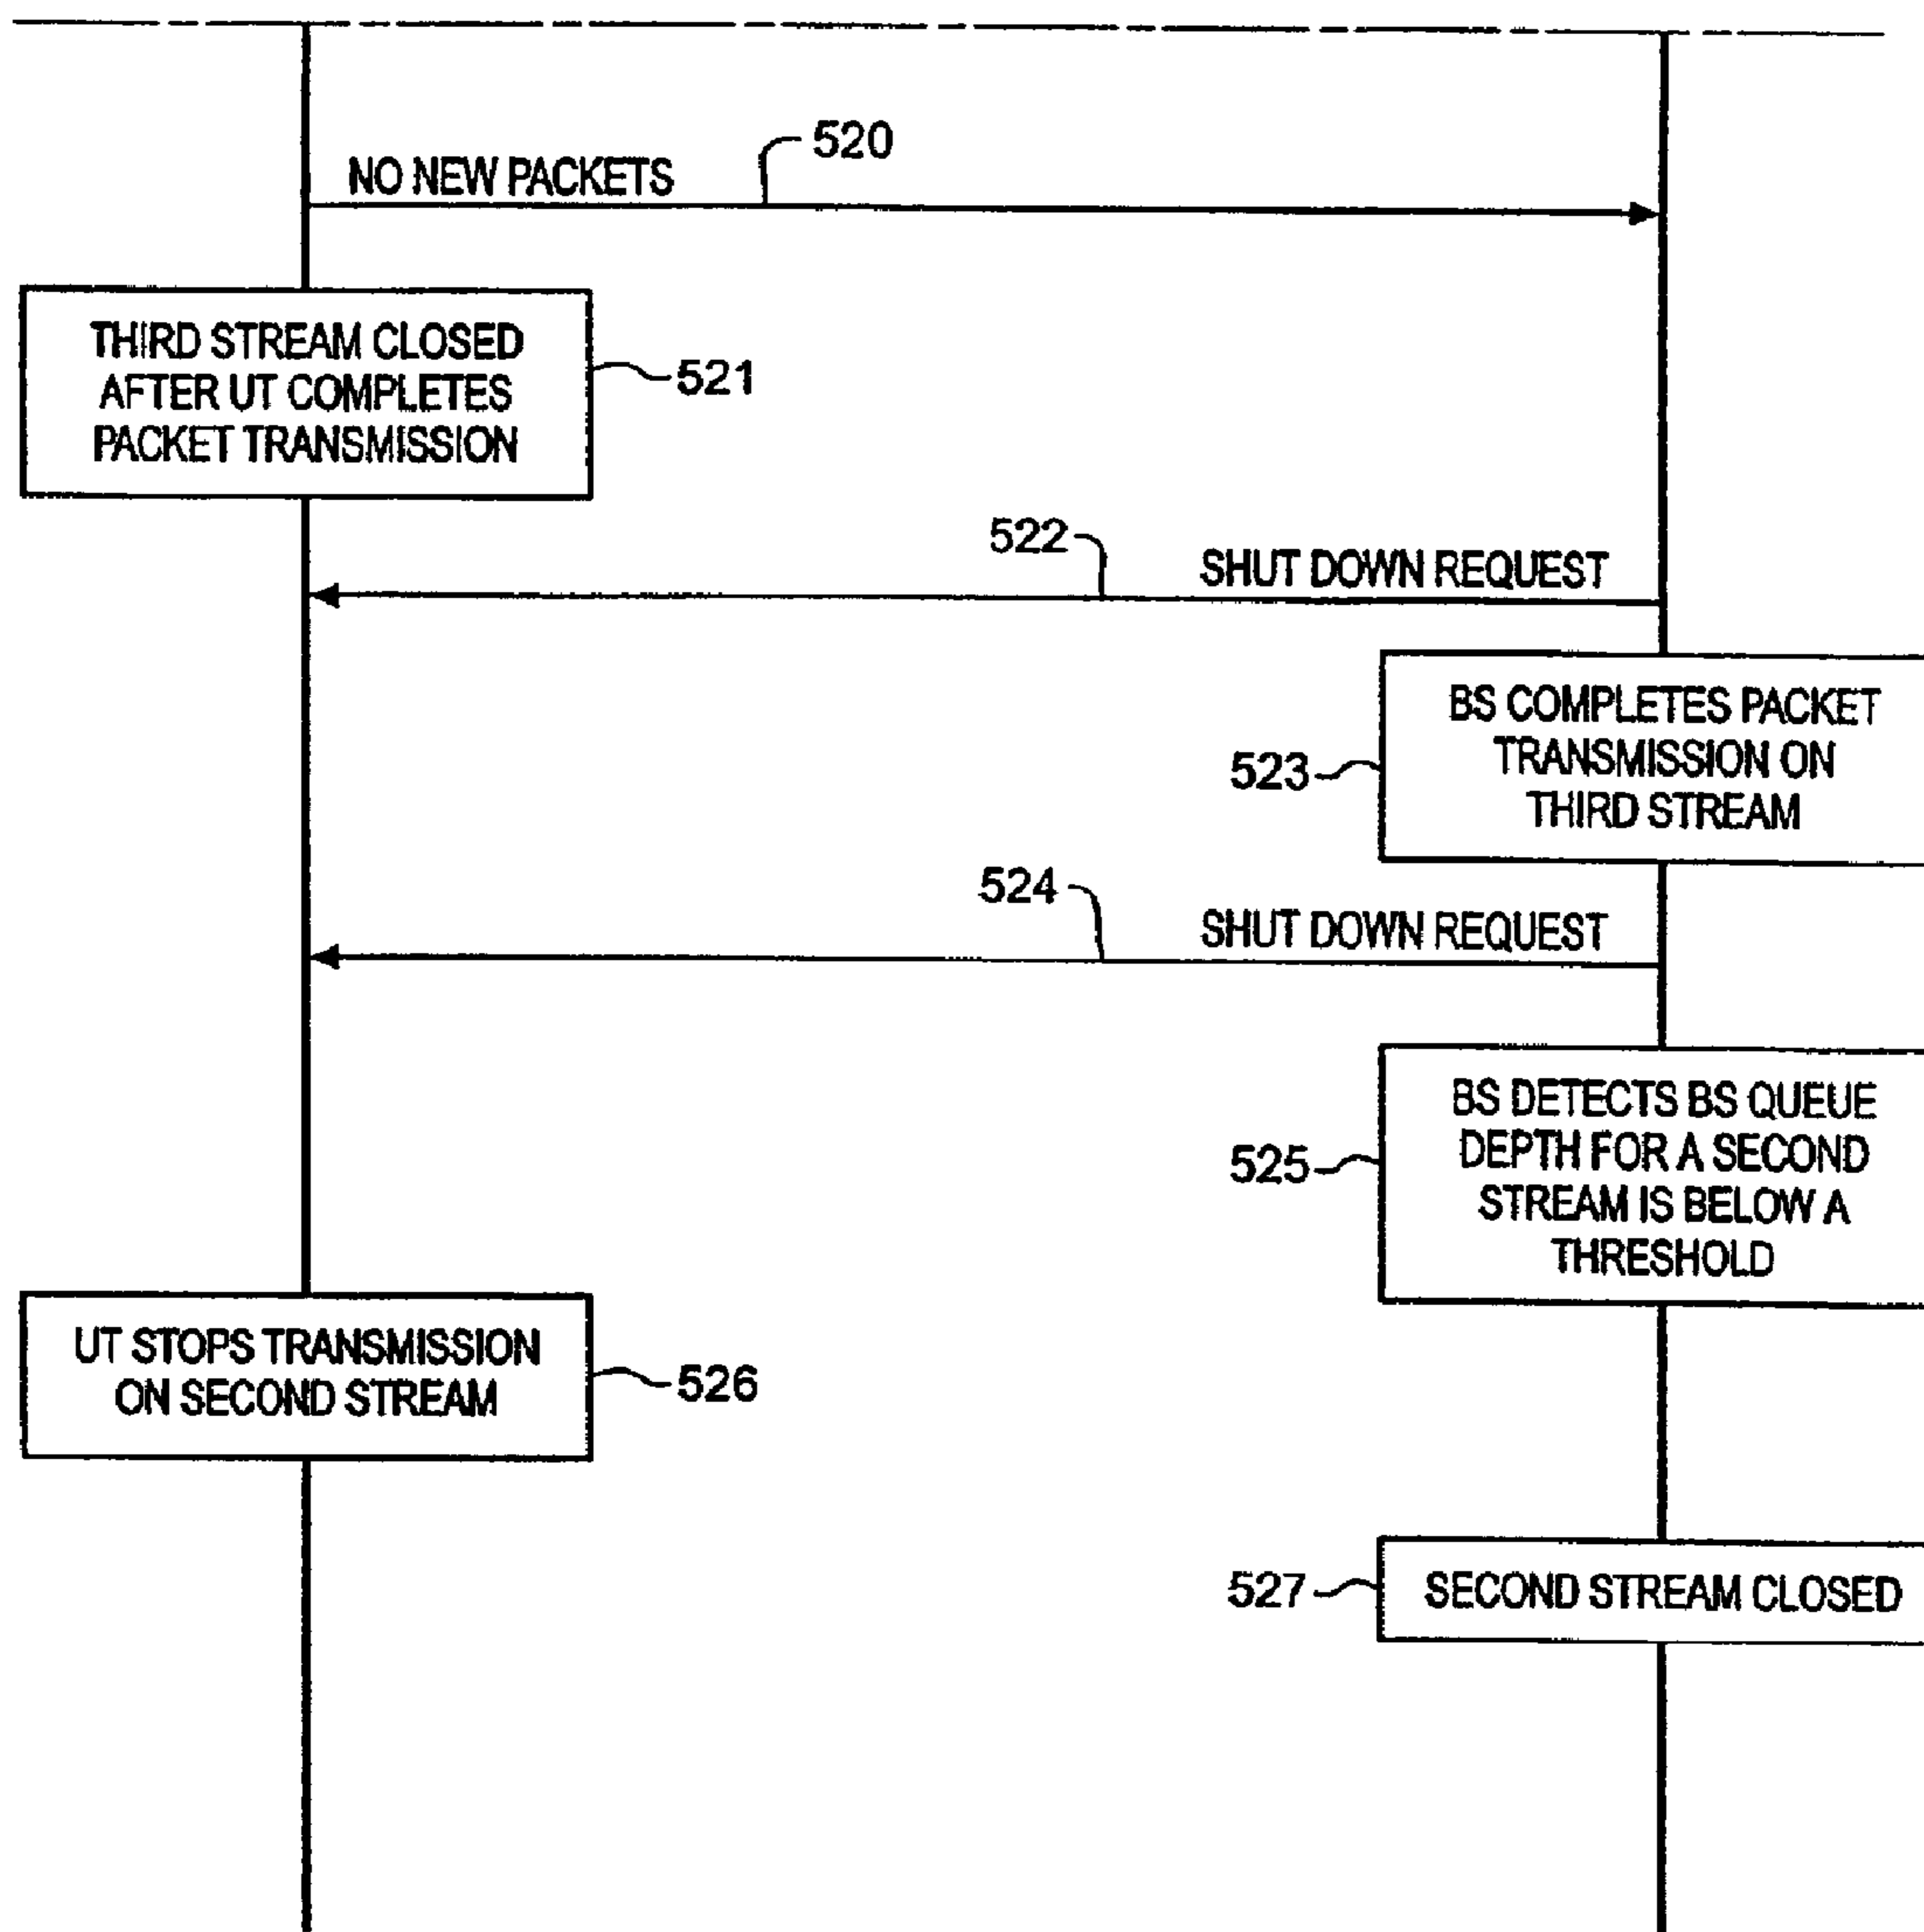 520
NO NEW PACKETS
THIRD STREAM CLOSED
AFTER UT COMPLETES
PACKET TRANSMISSION
521
522
SHUT DOWN REQUEST
BS COMPLETES PACKET
TRANSMISSION ON
THIRD STREAM
523
524
SHUT DOWN REQUEST
BS DETECTS BS QUEUE
DEPTH FOR A SECOND
STREAM IS BELOW A
THRESHOLD
525
UT STOPS TRANSMISSION
ON SECOND STREAM
526
527
SECOND STREAM CLOSED